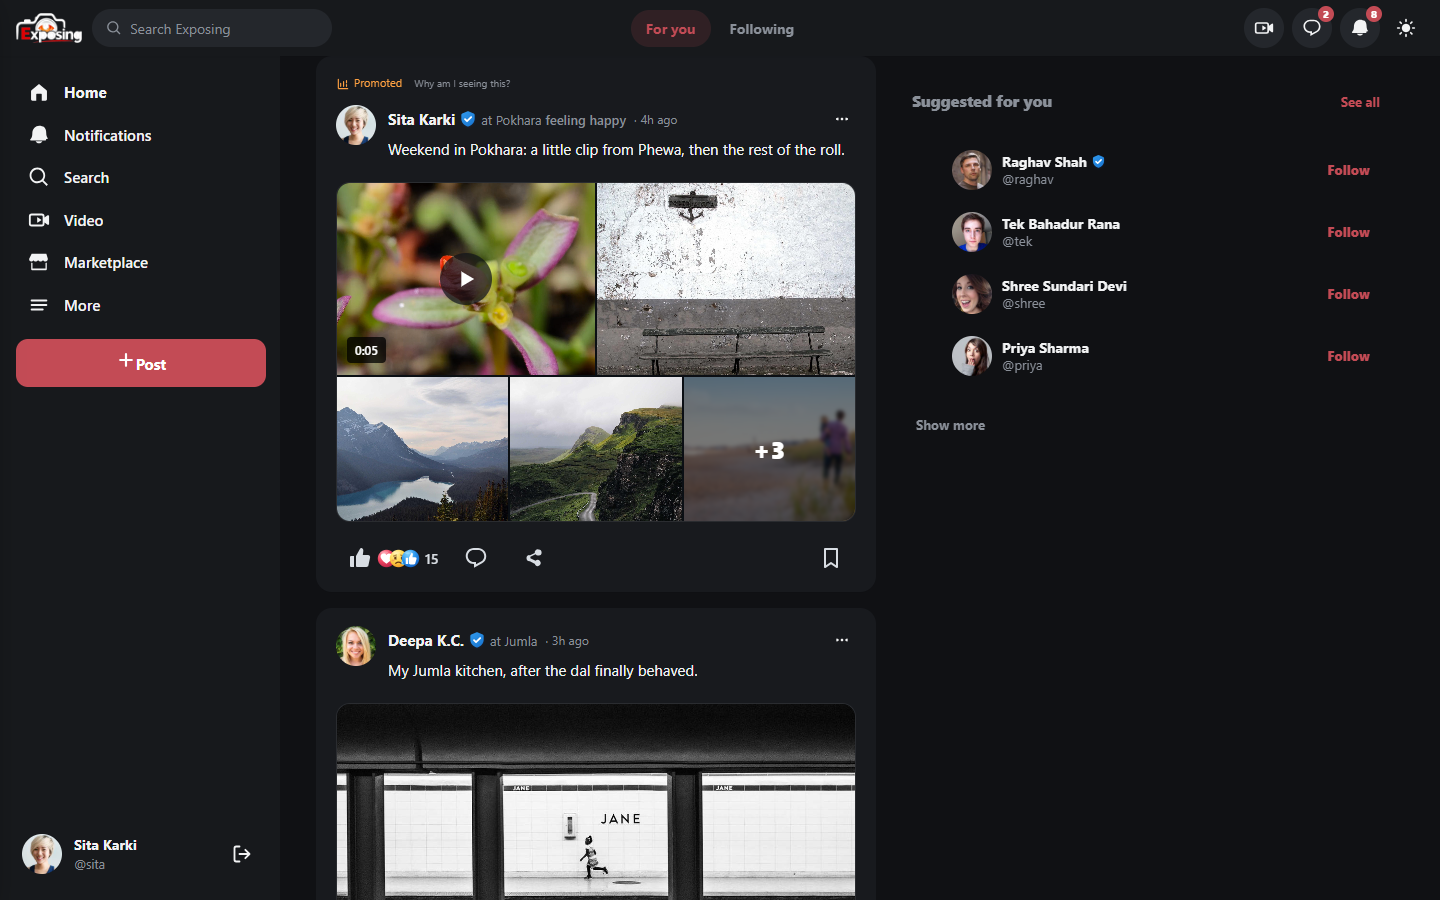 Exposing
Search Exposing
For you
Following
2
8
Home
Notifications
Search
Video
Marketplace
More
+ Post
Sita Karki
@sita
Promoted Why am I seeing this?
Sita Karki at Pokhara feeling happy · 4h ago
Weekend in Pokhara: a little clip from Phewa, then the rest of the roll.
0:05
+3
15
Deepa K.C. at Jumla · 3h ago
My Jumla kitchen, after the dal finally behaved.
JANE
JANE
JANE
Suggested for you
See all
Raghav Shah
@raghav
Follow
Tek Bahadur Rana
@tek
Follow
Shree Sundari Devi
@shree
Follow
Priya Sharma
@priya
Follow
Show more